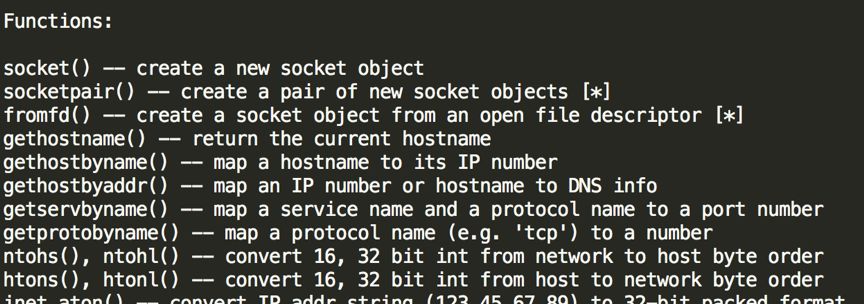 Functions:
socket() -- create a new socket object
socketpair() -- create a pair of new socket objects [*]
fromfd() -- create a socket object from an open file descriptor [*]
gethostname() -- return the current hostname
gethostbyname() -- map a hostname to its IP number
gethostbyaddr() -- map an IP number or hostname to DNS info
getservbyname() -- map a service name and a protocol name to a port number
getprotobyname() -- map a protocol name (e.g. 'tcp') to a number
ntohs(), ntohl() -- convert 16, 32 bit int from network to host byte order
htons(), htonl() -- convert 16, 32 bit int from host to network byte order
inet_aton() -- convert IP addr string (123.45.67.89) to 32-bit packed format